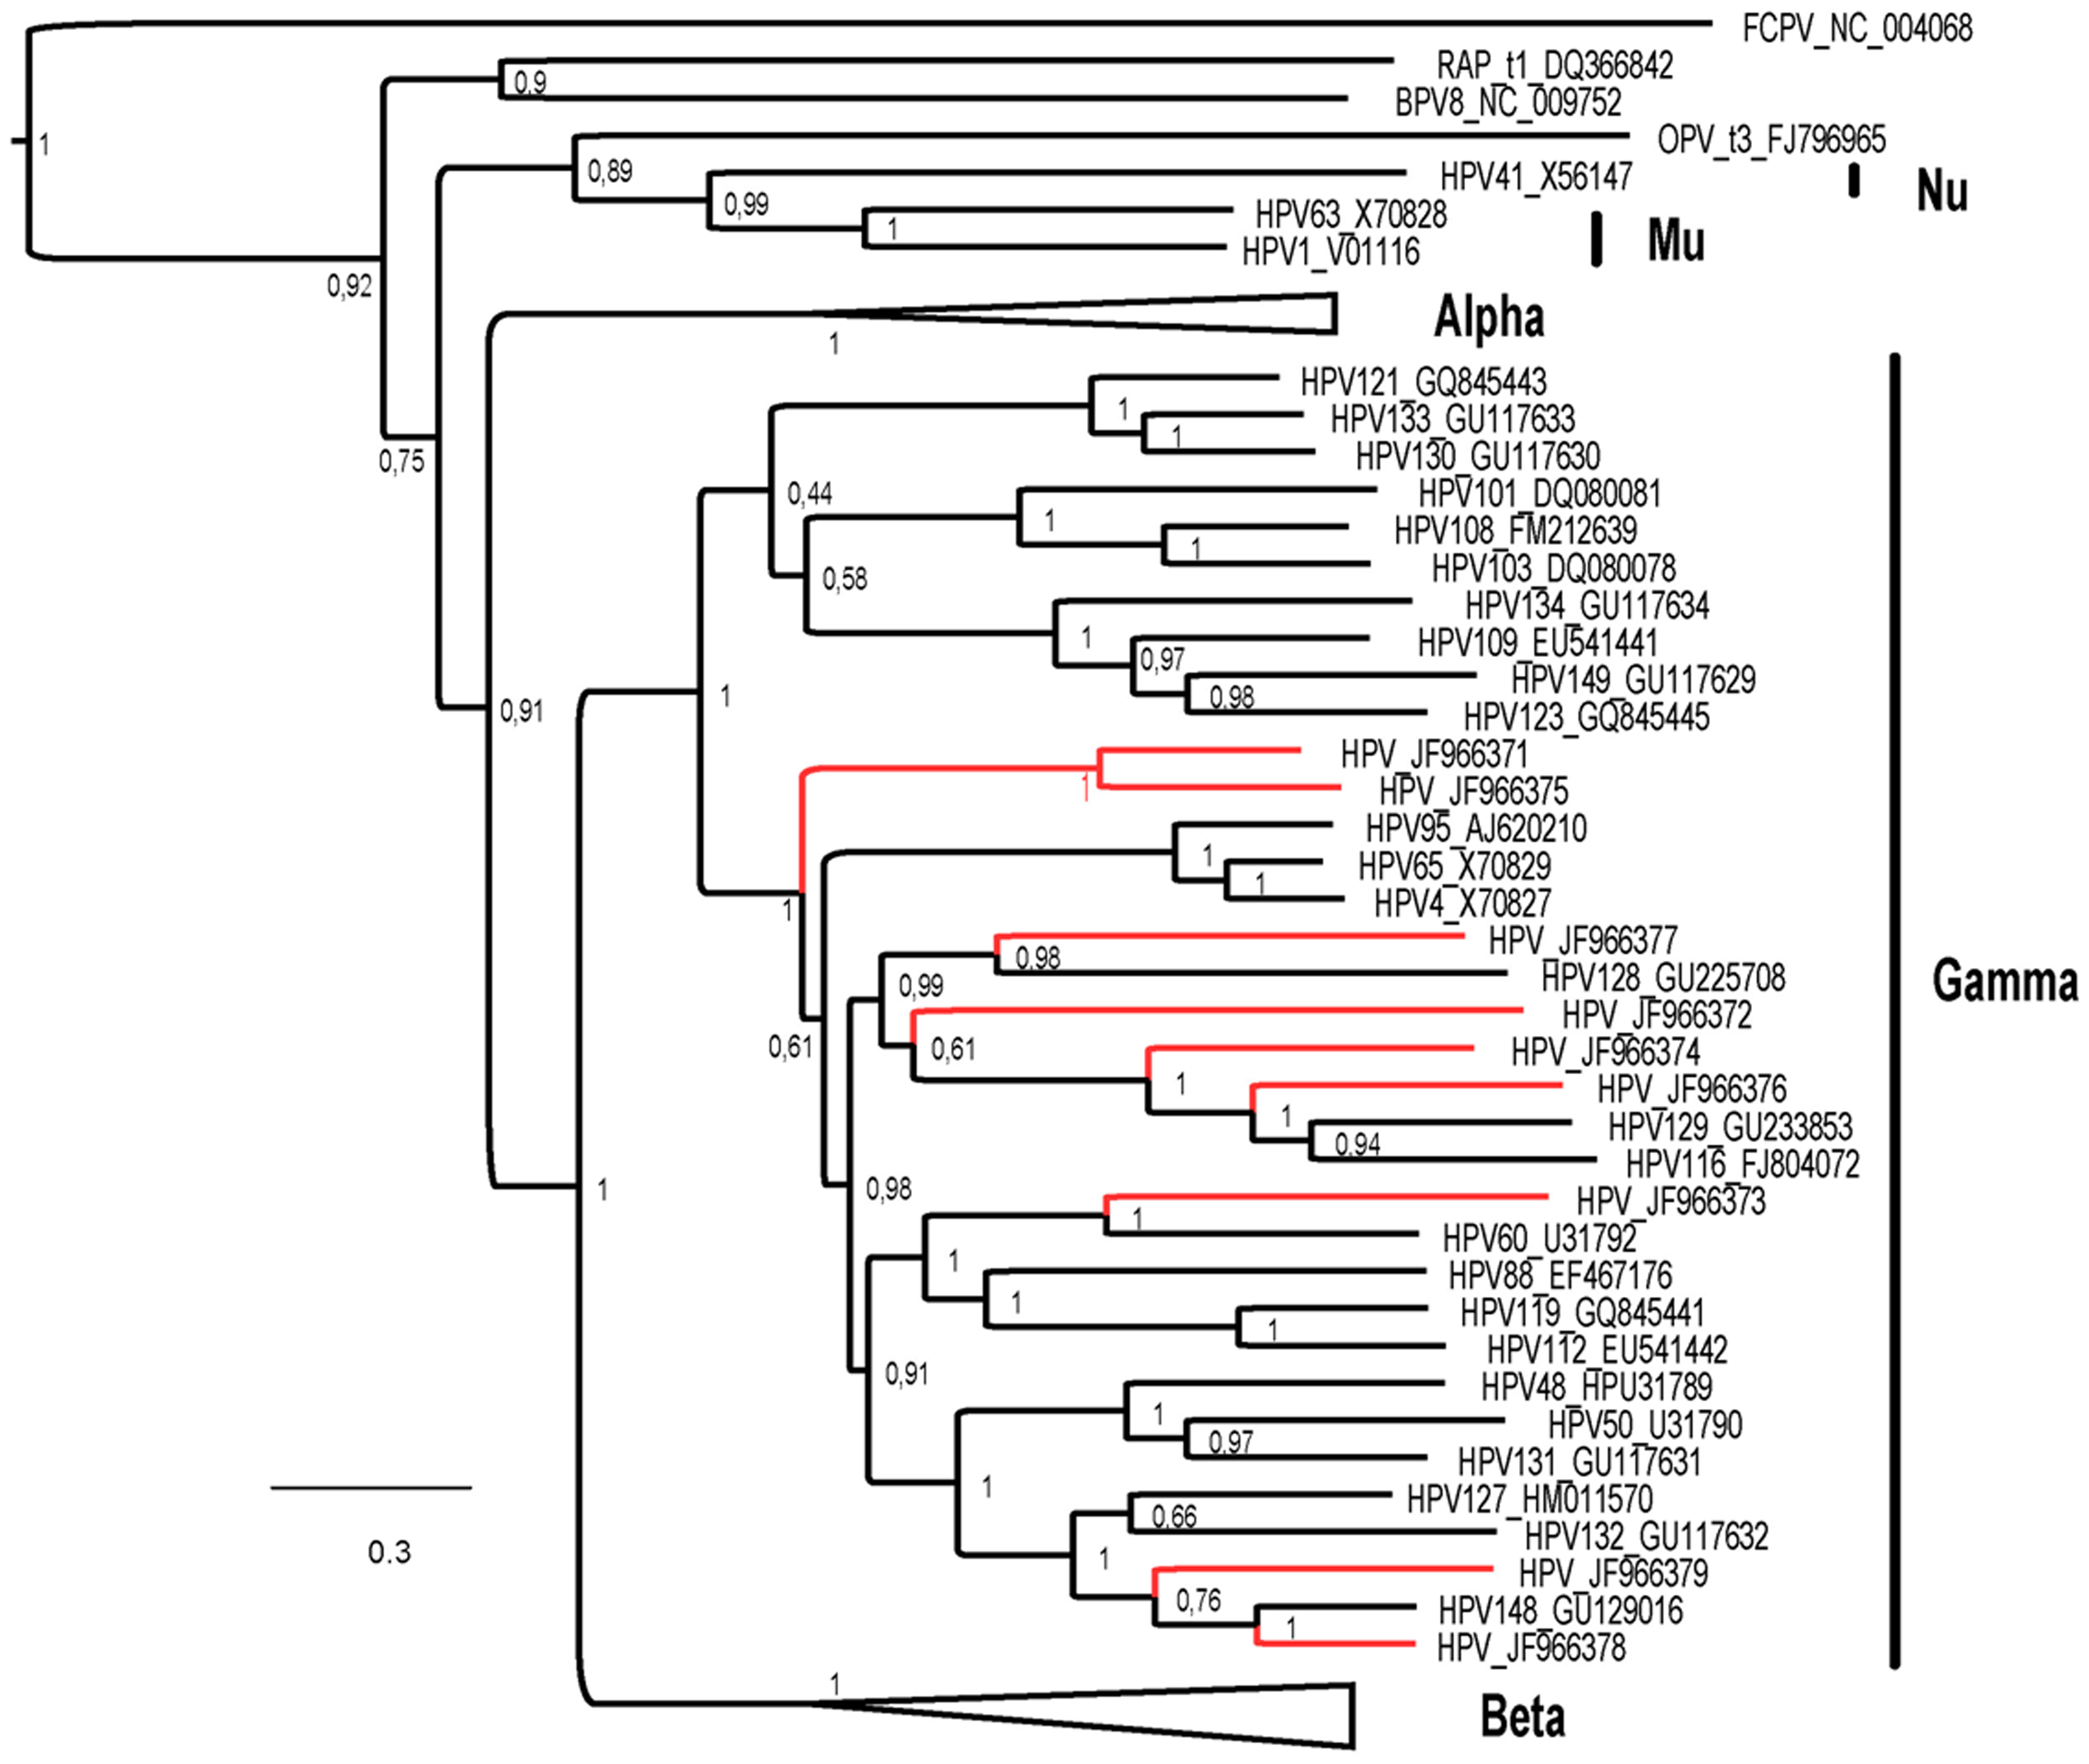 FCPV_NC_004068
RAP_t1_DQ366842
0.9
BPV8_NC_009752
1
OPV_t3_FJ796965
0,89
HPV41_X56147
Nu
0,99
HPV63_X70828
1
Mu
HPV1_V01116
0,92
Alpha
1
HPV121_GQ845443
1
HPV133_GU117633
1
HPV130_GU117630
0,75
0,44
HPV101_DQ080081
1
HPV108_FM212639
1
HPV103_DQ080078
0,58
HPV134_GU117634
1
HPV109_EU541441
0,97
HPV149_GU117629
0.98
1
0,91
HPV123_GQ845445
HPV_JF966371
1
HPV_JF966375
HPV95_AJ620210
1
HPV65_X70829
1
HPV4_X70827
1
HPV_JF966377
0.98
HPV128_GU225708
Gamma
0,99
HPV_JF966372
0,61
0,61
HPV_JF966374
1
HPV_JF966376
1
HPV129_GU233853
0.94
HPV116_FJ804072
0,98
1
HPV_JF966373
1
HPV60_U31792
1
HPV88_EF467176
1
HPV119_GQ845441
1
HPV112_EU541442
0,91
HPV48_HPU31789
1
HPV50_U31790
0.97
HPV131_GU117631
1
HPV127_HM011570
0.66
HPV132_GU117632
0.3
1
HPV_JF966379
0,76
HPV148_GU129016
1
HPV_JF966378
1
Beta